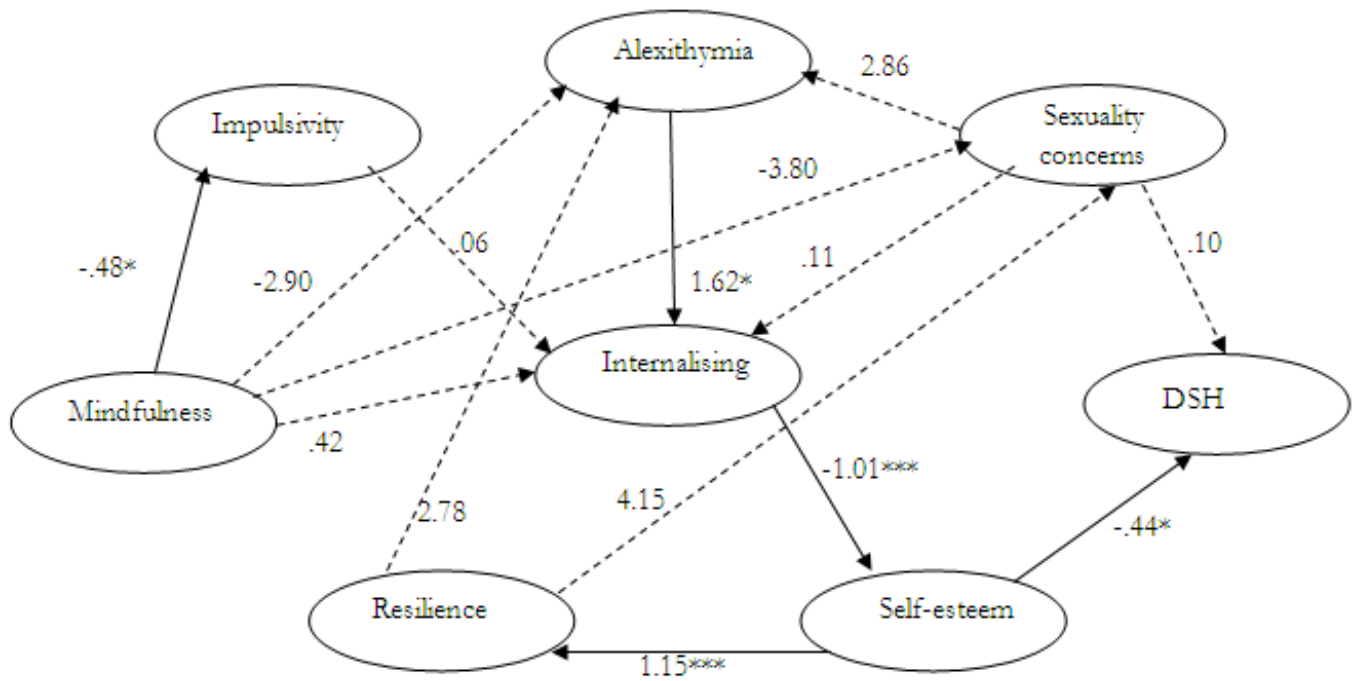 Alexithymia
2.86
Impulsivity
Sexuality
concerns
-3.80
.06
.10
-.48*
-2.90
.11
1.62*
Internalising
Mindfulness
DSH
.42
-1.01***
2.78
4.15
-.44*
Resilience
Self-esteem
1.15***